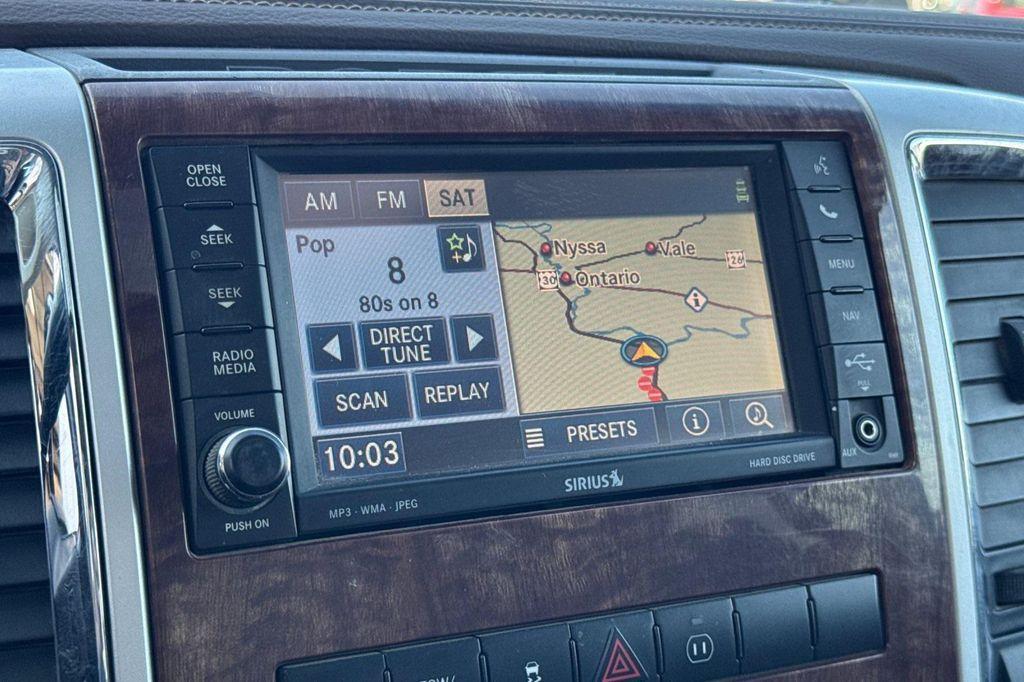 OPEN
CLOSE
SEEK
SEEK
RADIO
MEDIA
VOLUME
PUSH ON
AM FM SAT
Pop
8
80s on 8
DIRECT
TUNE
SCAN REPLAY
10:03
Nyssa
Vale
26
30 Ontario
i
PRESETS i
MP3 · WMA · JPEG
SIRIUS
HARD DISC DRIVE
MENU
NAV
PULL
AUX